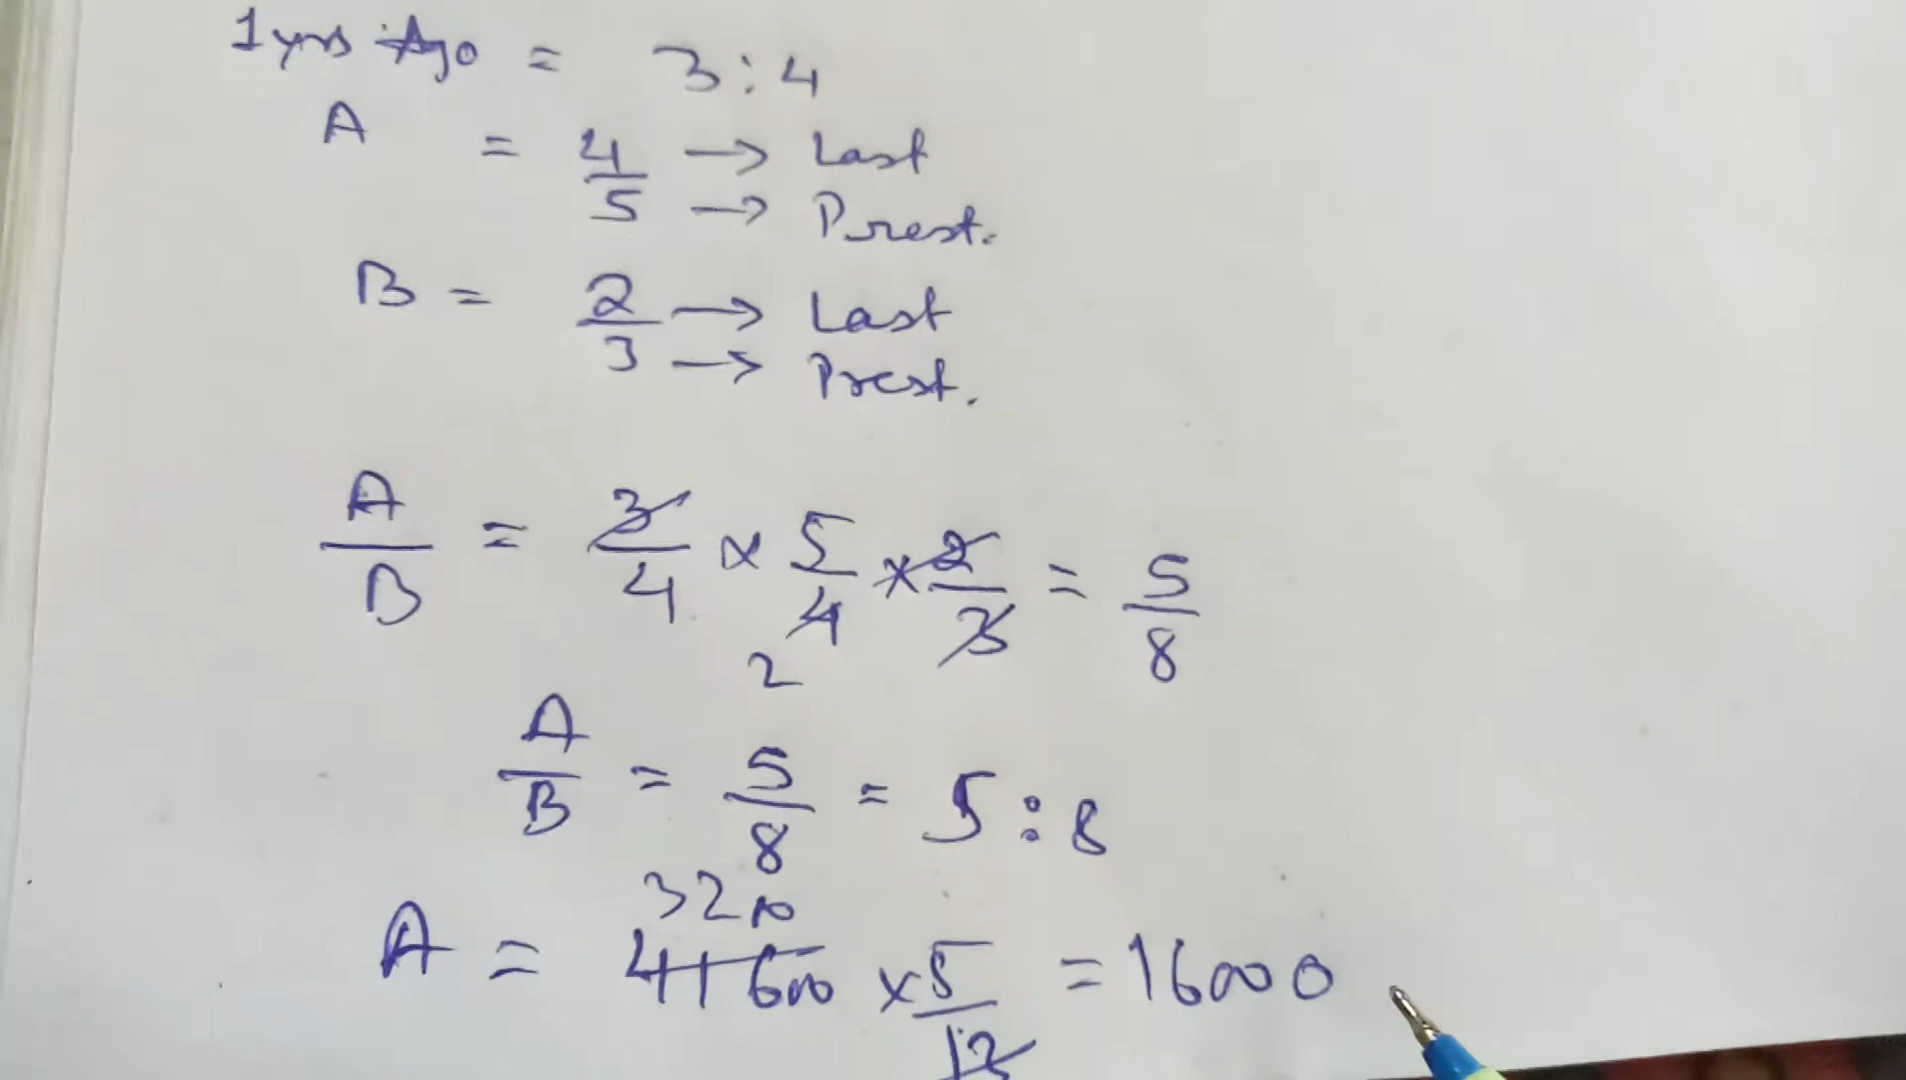 1 yrs Ago = 3 : 4
A = 4/5 → Last → Prest.
B = 2/3 → Last → Prest.
A/B = 3/4 × 5/4 × 2/3 = 5/8
2
A/B = 5/8 = 5 : 8
3200
A = 41600 × 5/13 = 16000